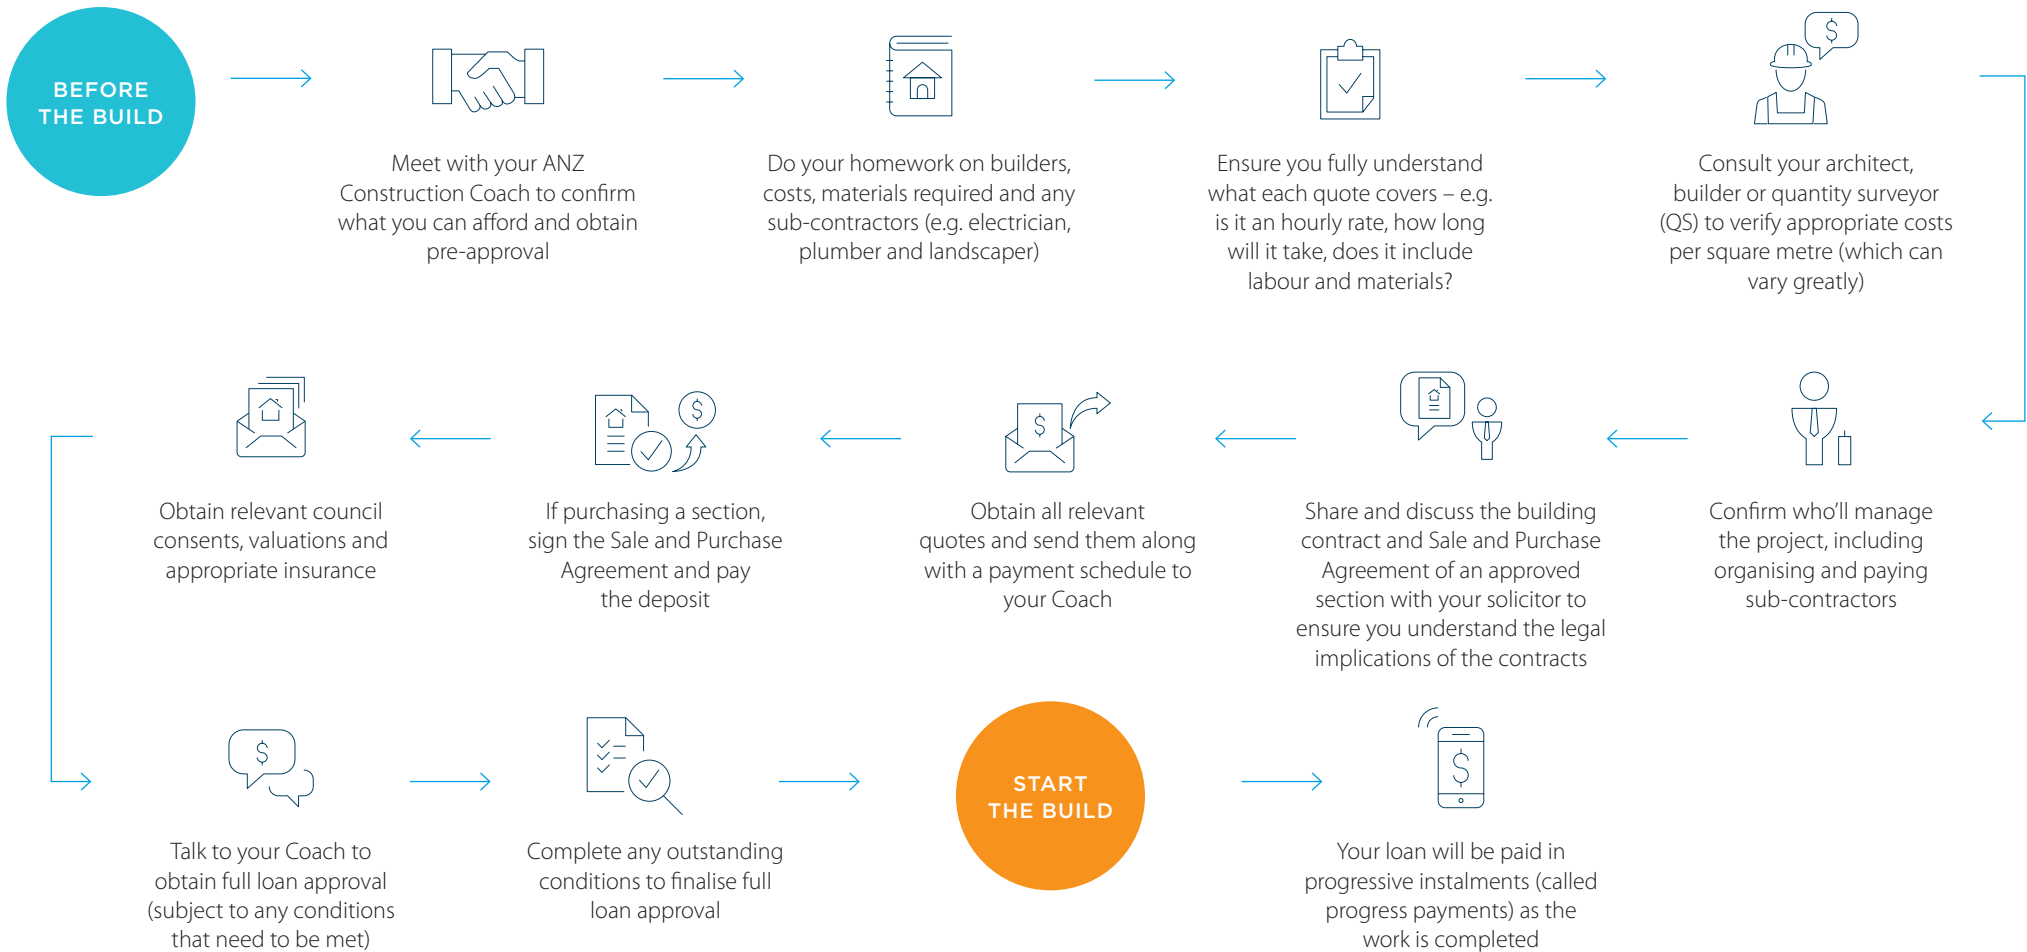 BEFORE
THE BUILD
Meet with your ANZ
Construction Coach to confirm
what you can afford and obtain
pre-approval
Do your homework on builders,
costs, materials required and any
sub-contractors (e.g. electrician,
plumber and landscaper)
Ensure you fully understand
what each quote covers – e.g.
is it an hourly rate, how long
will it take, does it include
labour and materials?
$
Consult your architect,
builder or quantity surveyor
(QS) to verify appropriate costs
per square metre (which can
vary greatly)
Confirm who’ll manage
the project, including
organising and paying
sub-contractors
Share and discuss the building
contract and Sale and Purchase
Agreement of an approved
section with your solicitor to
ensure you understand the legal
implications of the contracts
$
Obtain all relevant
quotes and send them along
with a payment schedule to
your Coach
$
If purchasing a section,
sign the Sale and Purchase
Agreement and pay
the deposit
Obtain relevant council
consents, valuations and
appropriate insurance
$
Talk to your Coach to
obtain full loan approval
(subject to any conditions
that need to be met)
Complete any outstanding
conditions to finalise full
loan approval
START
THE BUILD
$
Your loan will be paid in
progressive instalments (called
progress payments) as the
work is completed